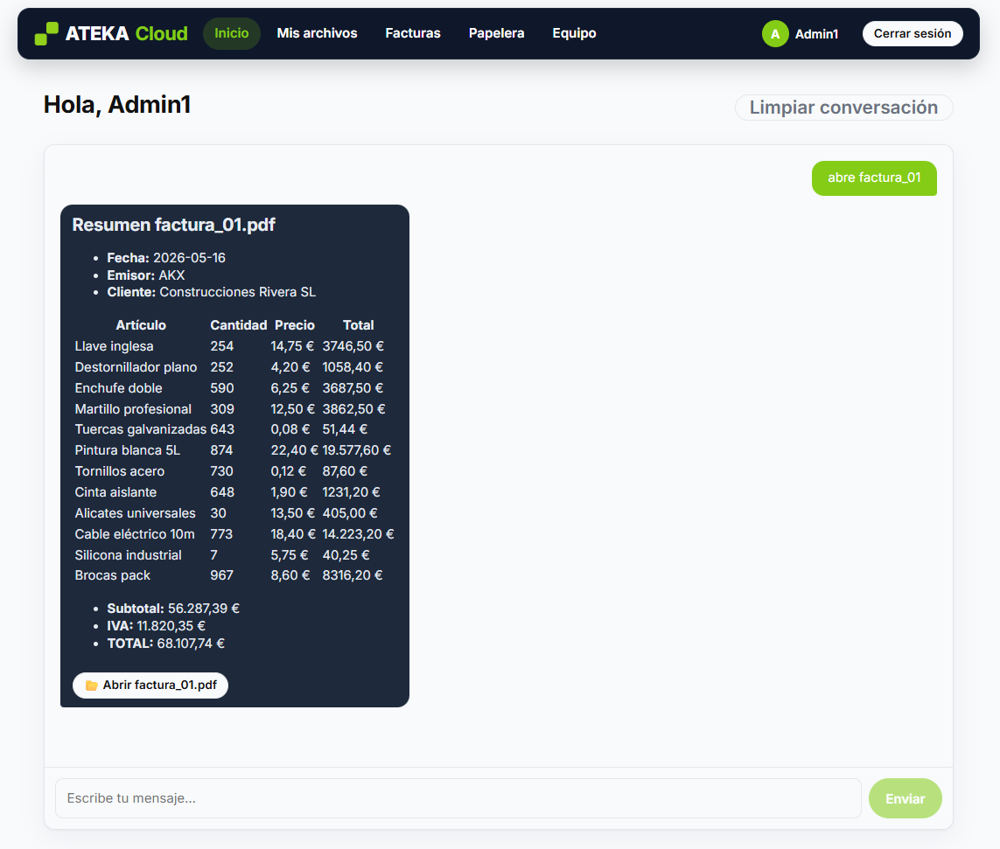 ATEKA Cloud Inicio Mis archivos Facturas Papelera Equipo A Admin1 Cerrar sesión
Hola, Admin1
Limpiar conversación
abre factura_01
Resumen factura_01.pdf
• Fecha: 2026-05-16
• Emisor: AKX
• Cliente: Construcciones Rivera SL
Artículo Cantidad Precio Total
Llave inglesa 254 14,75 € 3746,50 €
Destornillador plano 252 4,20 € 1058,40 €
Enchufe doble 590 6,25 € 3687,50 €
Martillo profesional 309 12,50 € 3862,50 €
Tuercas galvanizadas 643 0,08 € 51,44 €
Pintura blanca 5L 874 22,40 € 19.577,60 €
Tornillos acero 730 0,12 € 87,60 €
Cinta aislante 648 1,90 € 1231,20 €
Alicates universales 30 13,50 € 405,00 €
Cable eléctrico 10m 773 18,40 € 14.223,20 €
Silicona industrial 7 5,75 € 40,25 €
Brocas pack 967 8,60 € 8316,20 €
• Subtotal: 56.287,39 €
• IVA: 11.820,35 €
• TOTAL: 68.107,74 €
Abrir factura_01.pdf
Escribe tu mensaje...
Enviar